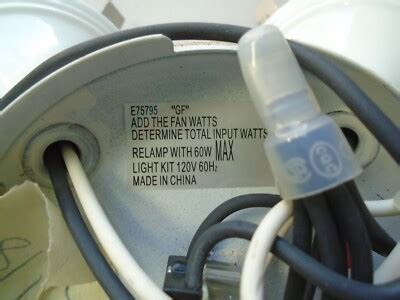 E75795 "GF"
ADD THE FAN WATTS
DETERMINE TOTAL INPUT WATTS
RELAMP WITH 60W MAX
LIGHT KIT 120V 60Hz
MADE IN CHINA